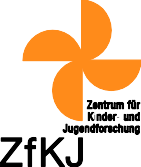 Zentrum für
Kinder- und
Jugendforschung
ZfKJ